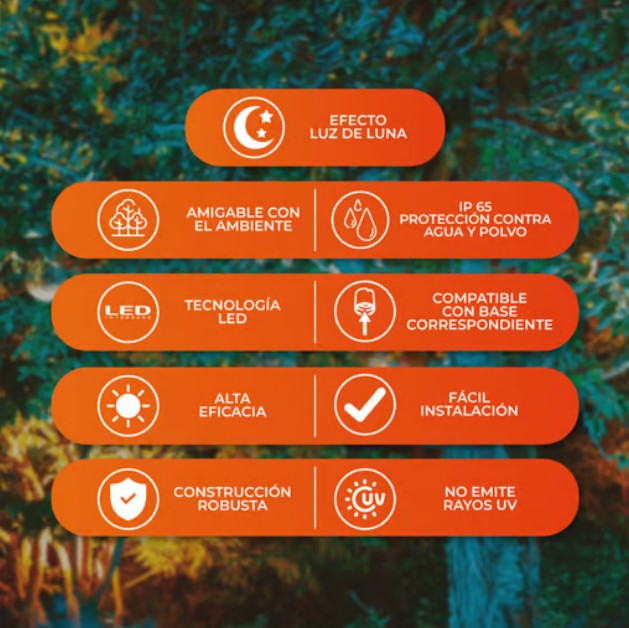 EFECTO
LUZ DE LUNA
AMIGABLE CON
EL AMBIENTE
IP 65
PROTECCIÓN CONTRA
AGUA Y POLVO
LED
TECNOLOGÍA
LED
COMPATIBLE
CON BASE
CORRESPONDIENTE
ALTA
EFICACIA
FÁCIL
INSTALACIÓN
CONSTRUCCIÓN
ROBUSTA
UV
NO EMITE
RAYOS UV